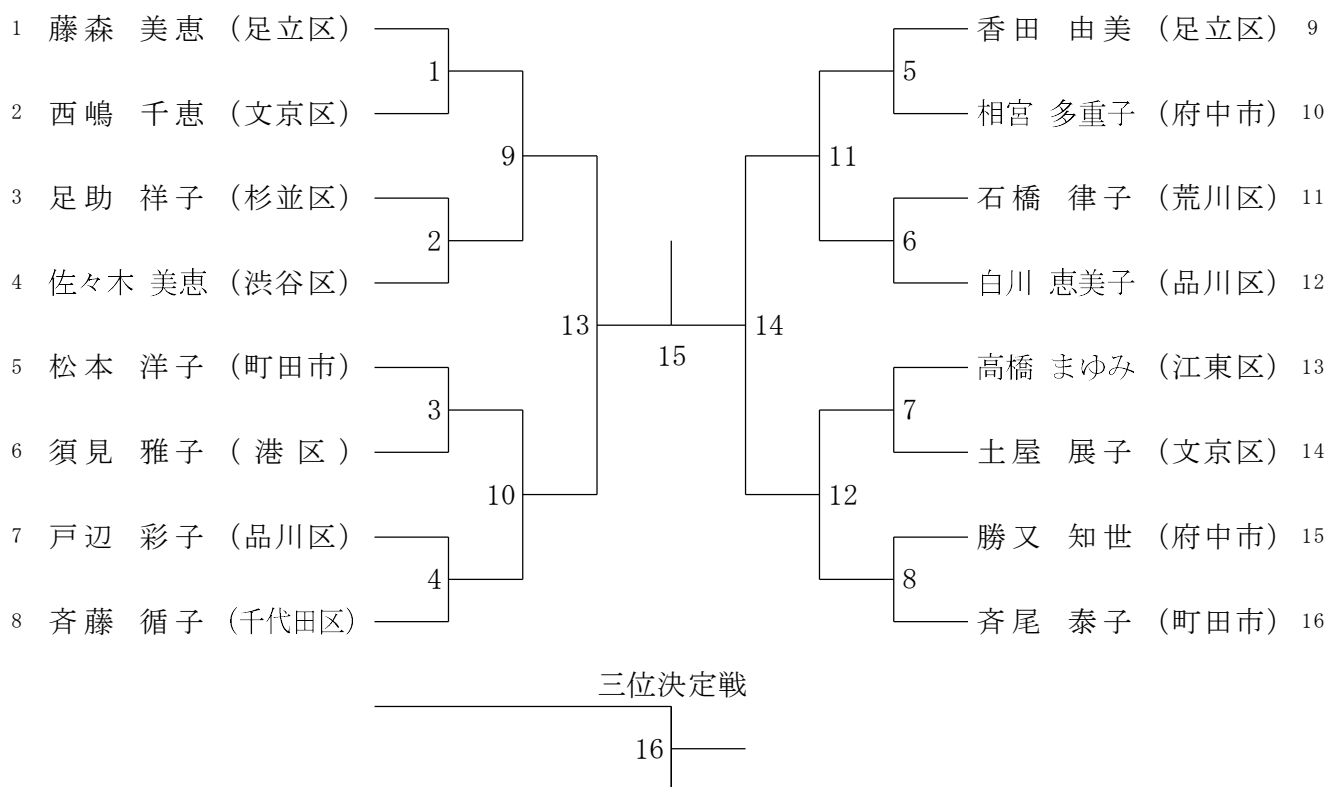 1 藤森 美恵 (足立区)
1
2 西嶋 千恵 (文京区)
9
3 足助 祥子 (杉並区)
2
4 佐々木 美恵 (渋谷区)
13
5 松本 洋子 (町田市)
3
6 須見 雅子 (港区)
10
7 戸辺 彩子 (品川区)
4
8 斉藤 循子 (千代田区)
15
香田 由美 (足立区) 9
5
相宮 多重子 (府中市) 10
11
石橋 律子 (荒川区) 11
6
白川 恵美子 (品川区) 12
14
高橋 まゆみ (江東区) 13
7
土屋 展子 (文京区) 14
12
勝又 知世 (府中市) 15
8
斉尾 泰子 (町田市) 16
三位決定戦
16